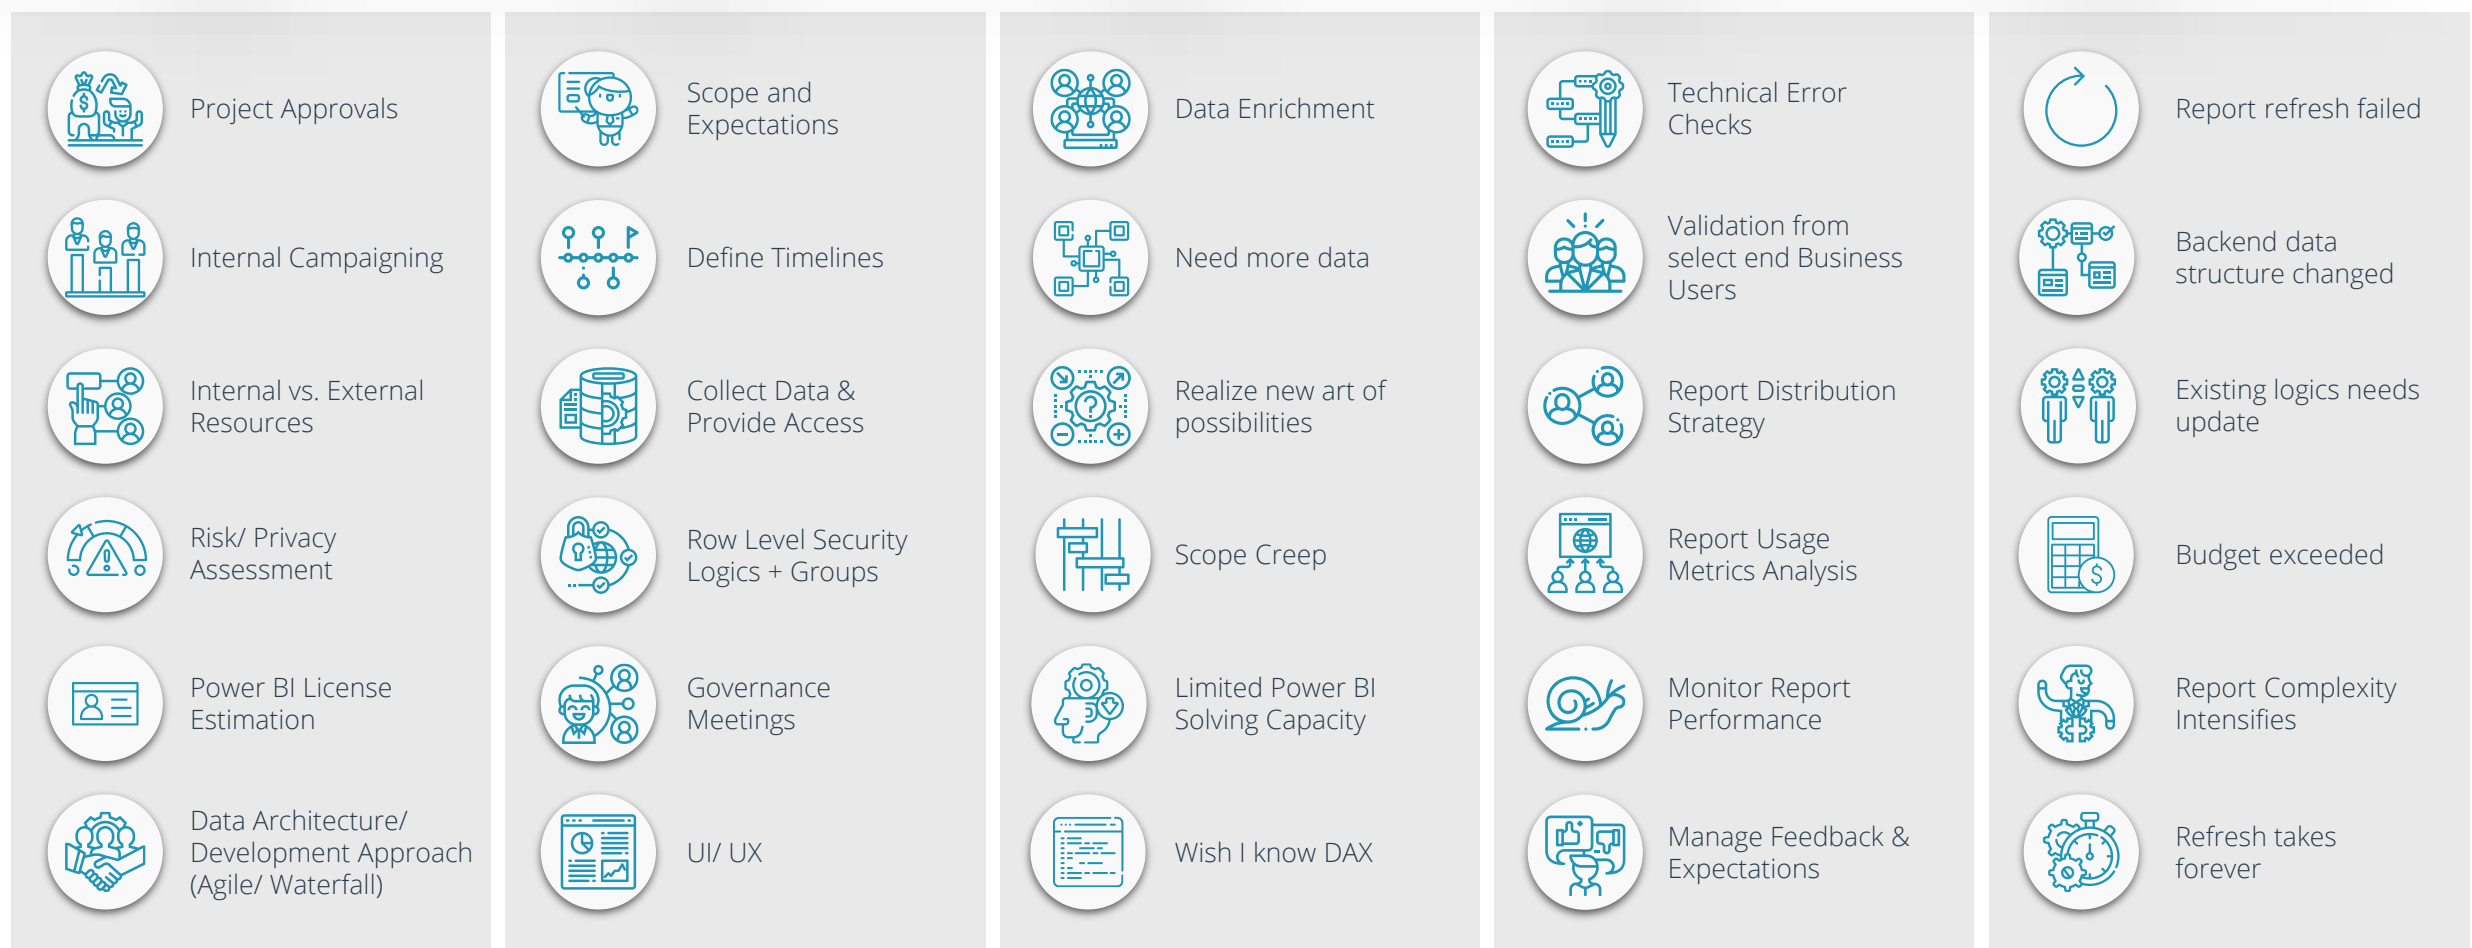 Project Approvals
Internal Campaigning
Internal vs. External
Resources
Risk/ Privacy
Assessment
Power BI License
Estimation
Data Architecture/
Development Approach
(Agile/ Waterfall)
Scope and
Expectations
Define Timelines
Collect Data &
Provide Access
Row Level Security
Logics + Groups
Governance
Meetings
UI/ UX
Data Enrichment
Need more data
Realize new art of
possibilities
Scope Creep
Limited Power BI
Solving Capacity
Wish I know DAX
Technical Error
Checks
Validation from
select end Business
Users
Report Distribution
Strategy
Report Usage
Metrics Analysis
Monitor Report
Performance
Manage Feedback &
Expectations
Report refresh failed
Backend data
structure changed
Existing logics needs
update
Budget exceeded
Report Complexity
Intensifies
Refresh takes
forever